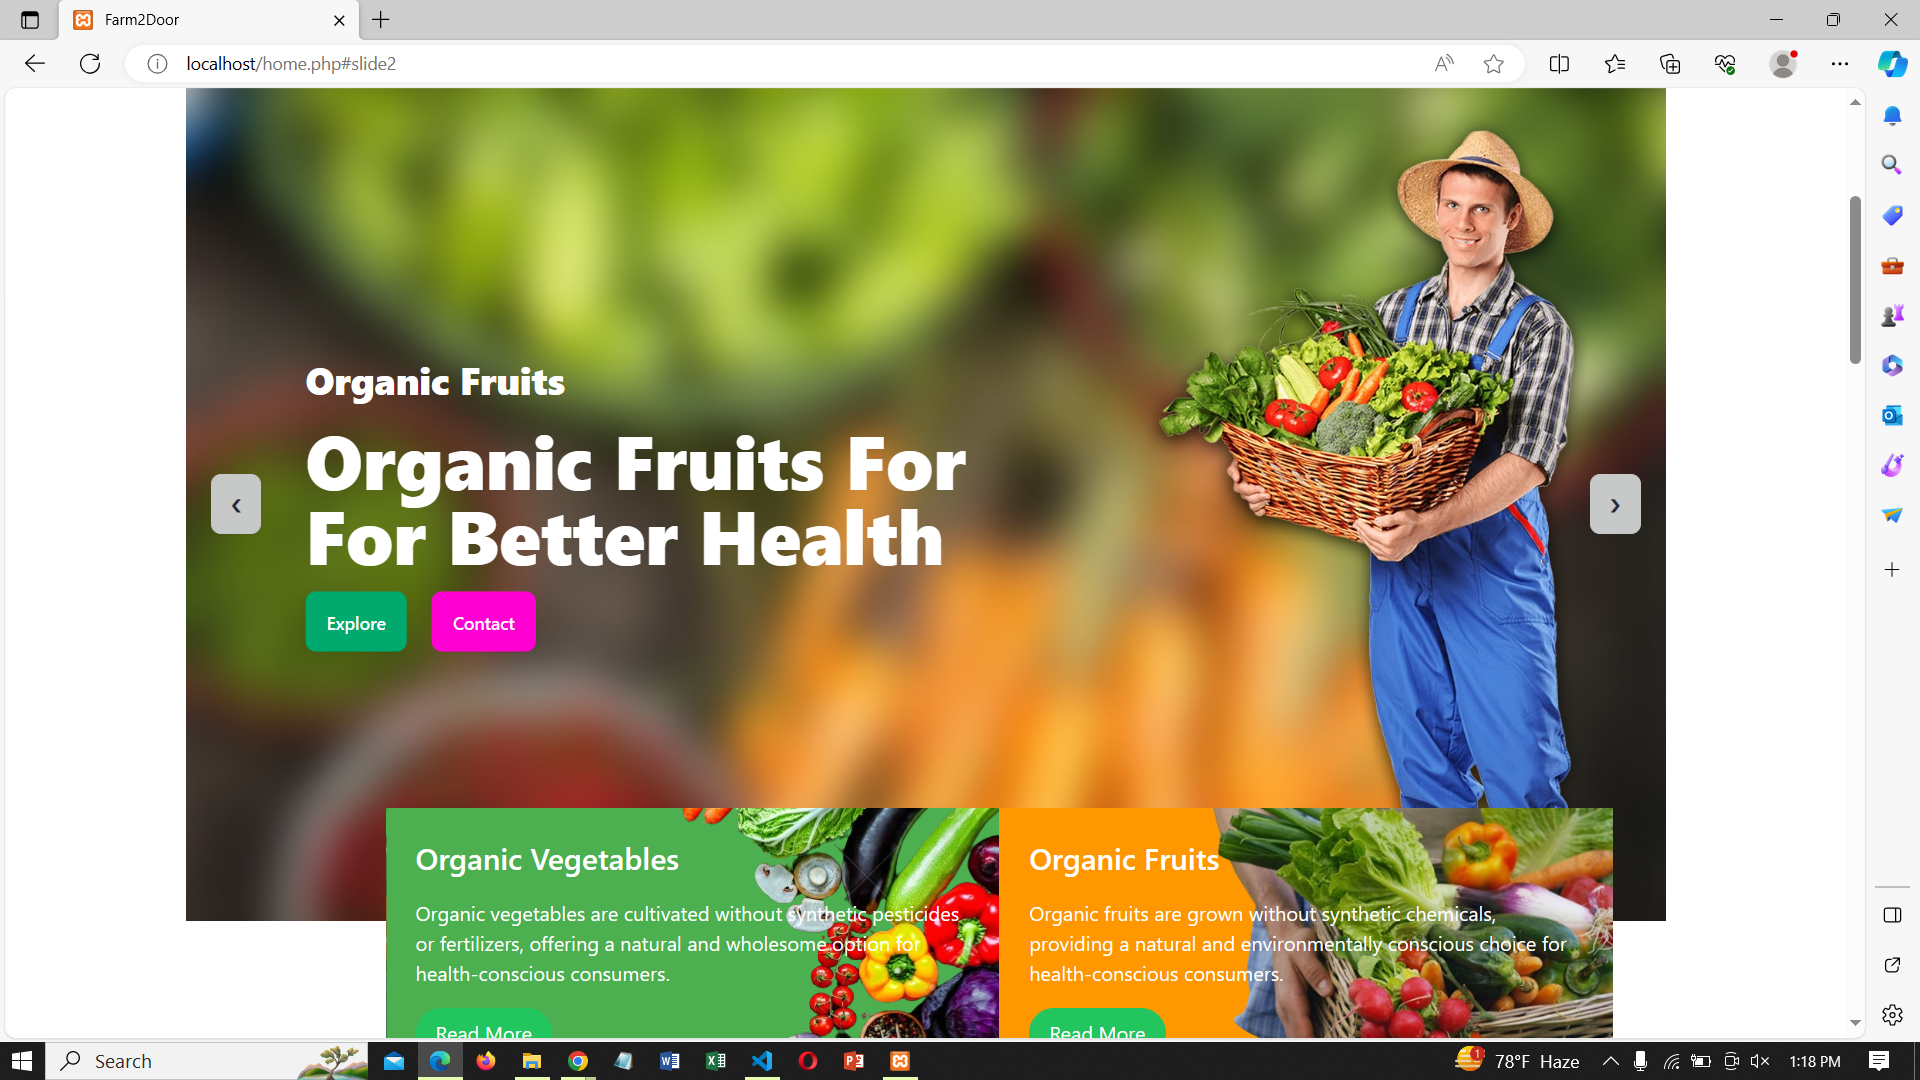 Farm2Door
localhost/home.php#slide2
Organic Fruits
Organic Fruits For
For Better Health
Explore
Contact
Organic Vegetables
Organic vegetables are cultivated without synthetic pesticides
or fertilizers, offering a natural and wholesome option for
health-conscious consumers.
Read More
Organic Fruits
Organic fruits are grown without synthetic chemicals,
providing a natural and environmentally conscious choice for
health-conscious consumers.
Read More
Search
1
78°F Haze
1:18 PM